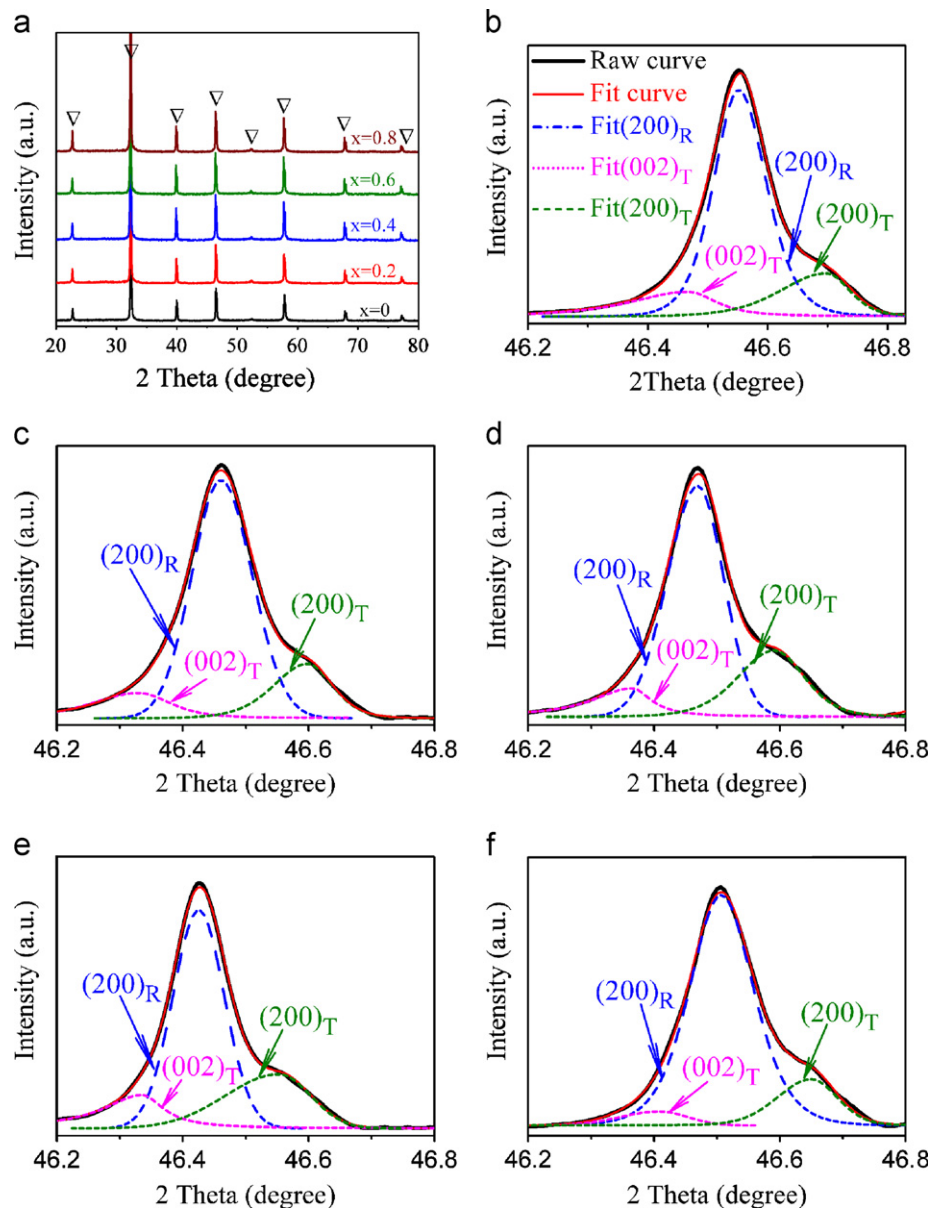 a
Intensity (a.u.)
▽ ▽ ▽ ▽ ▽ ▽ ▽ ▽
x=0.8
x=0.6
x=0.4
x=0.2
x=0
20 30 40 50 60 70 80
2 Theta (degree)
b
Intensity (a.u.)
Raw curve
Fit curve
Fit(200)R
Fit(002)T
Fit(200)T
(200)R
(200)T
(002)T
46.2 46.4 46.6 46.8
2Theta (degree)
c
Intensity (a.u.)
(200)R
(200)T
(002)T
46.2 46.4 46.6 46.8
2 Theta (degree)
d
Intensity (a.u.)
(200)R
(200)T
(002)T
46.2 46.4 46.6 46.8
2 Theta (degree)
e
Intensity (a.u.)
(200)R
(200)T
(002)T
46.2 46.4 46.6 46.8
2 Theta (degree)
f
Intensity (a.u.)
(200)R
(200)T
(002)T
46.2 46.4 46.6 46.8
2 Theta (degree)